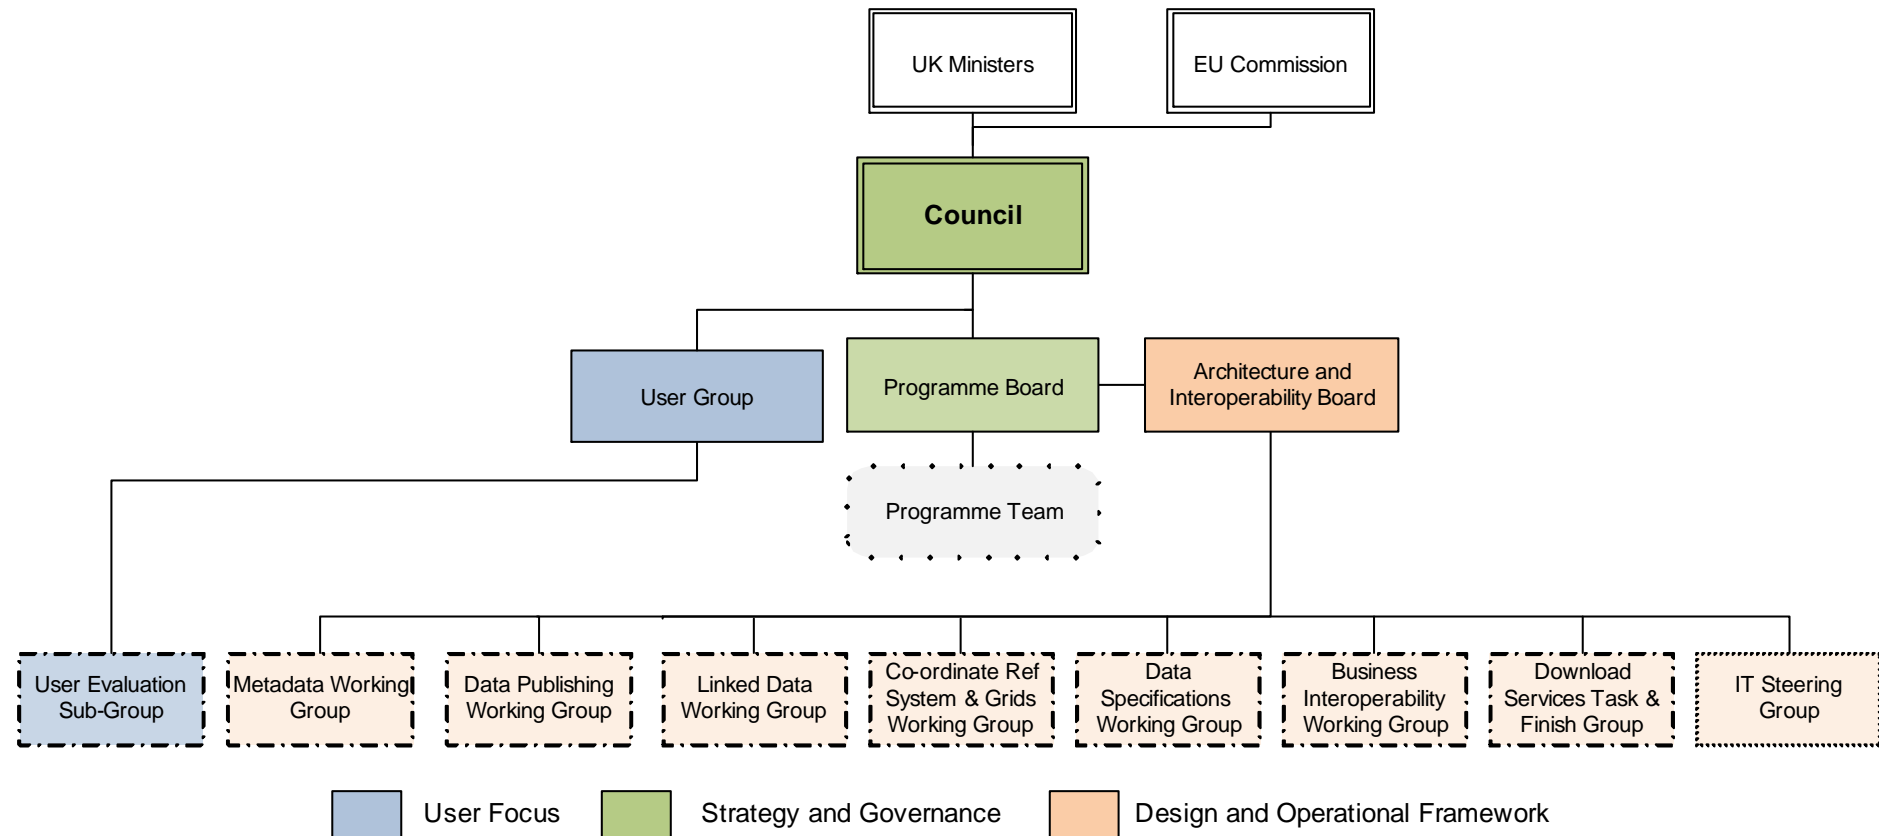 UK Ministers
EU Commission
Council
User Group
Programme Board
Architecture and
Interoperability Board
Programme Team
User Evaluation
Sub-Group
Metadata Working
Group
Data Publishing
Working Group
Linked Data
Working Group
Co-ordinate Ref
System & Grids
Working Group
Data
Specifications
Working Group
Business
Interoperability
Working Group
Download
Services Task &
Finish Group
IT Steering
Group
User Focus
Strategy and Governance
Design and Operational Framework